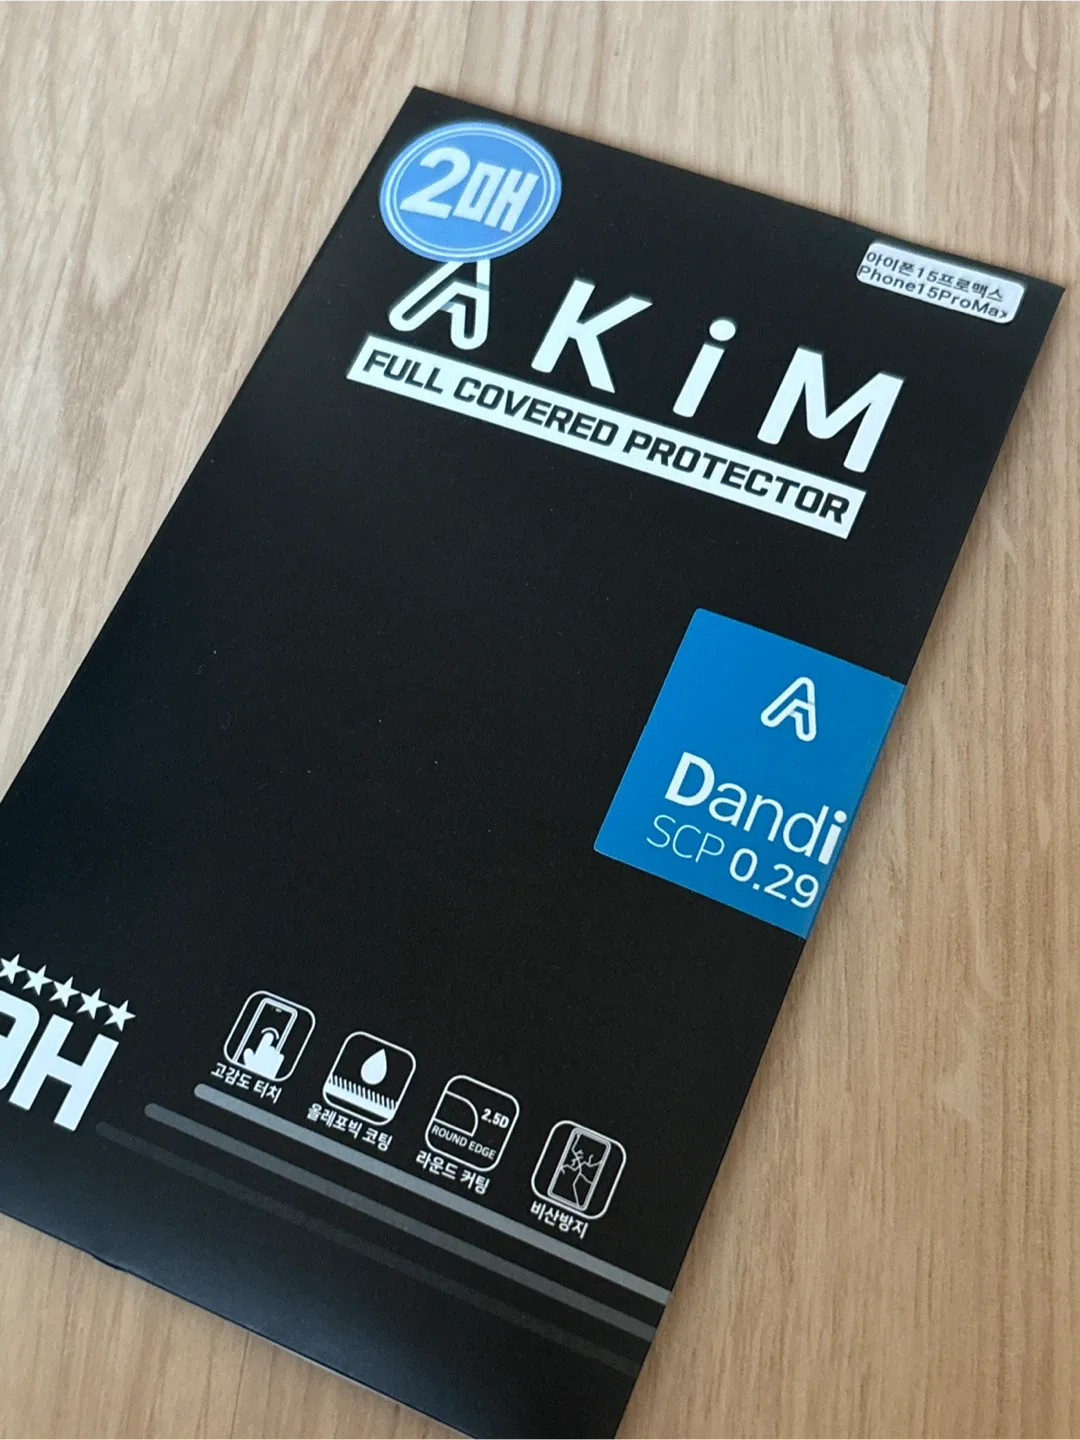 2매
AKiM
FULL COVERED PROTECTOR
아이폰15프로맥스
Phone15ProMax
Dandi
SCP 0.29
9H
고감도 터치
올레포빅 코팅
2.5D
ROUND EDGE
라운드 커팅
비산방지